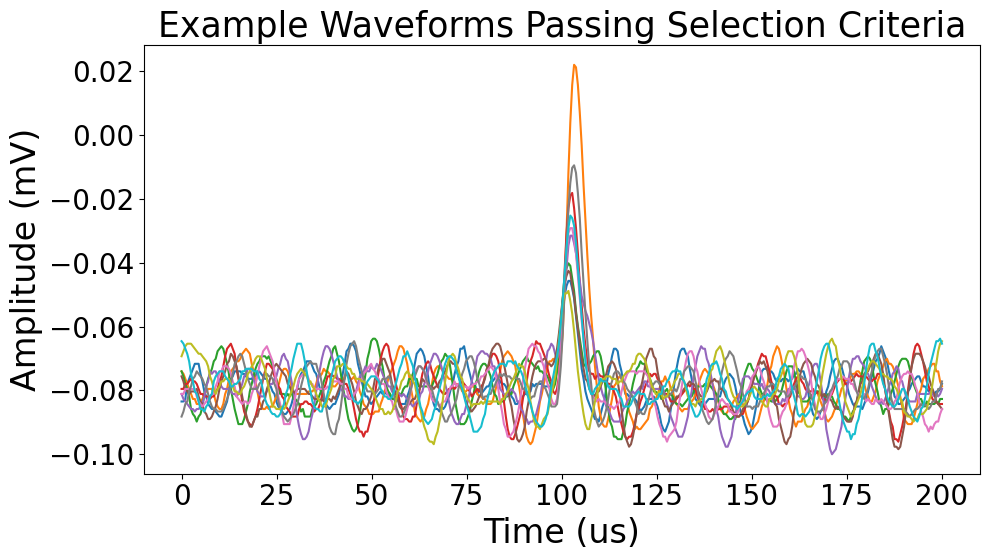 Example Waveforms Passing Selection Criteria
Amplitude (mV)
0.02
0.00
−0.02
−0.04
−0.06
−0.08
−0.10
0 25 50 75 100 125 150 175 200
Time (us)